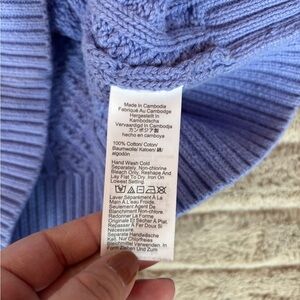 Made In Cambodia
Fabriqué Au Cambodge
Hergestellt In
Kambodscha
Vervaardigd In Cambodja
カンボジア製
hecho en camboya
100% Cotton/ Coton/
Baumwolle/ Katoen/ 綿/
algodón
Hand Wash Cold
Separately. Non-chlorine
Bleach Only. Reshape And
Lay Flat To Dry. Iron On
Lowest Setting
Laver Séparément À La
Main À L'eau Froide.
Seulement Agent De
Blanchiment Non-chlore.
Redonner La Forme
Originale Et Sécher À Plat.
Repasser À Fer Doux Si
Nécessaire
Separate Handwäsche
Kalt. Nur Chlorfreies
Bleichmittel Verwenden. In
Form Ziehen Und Zum